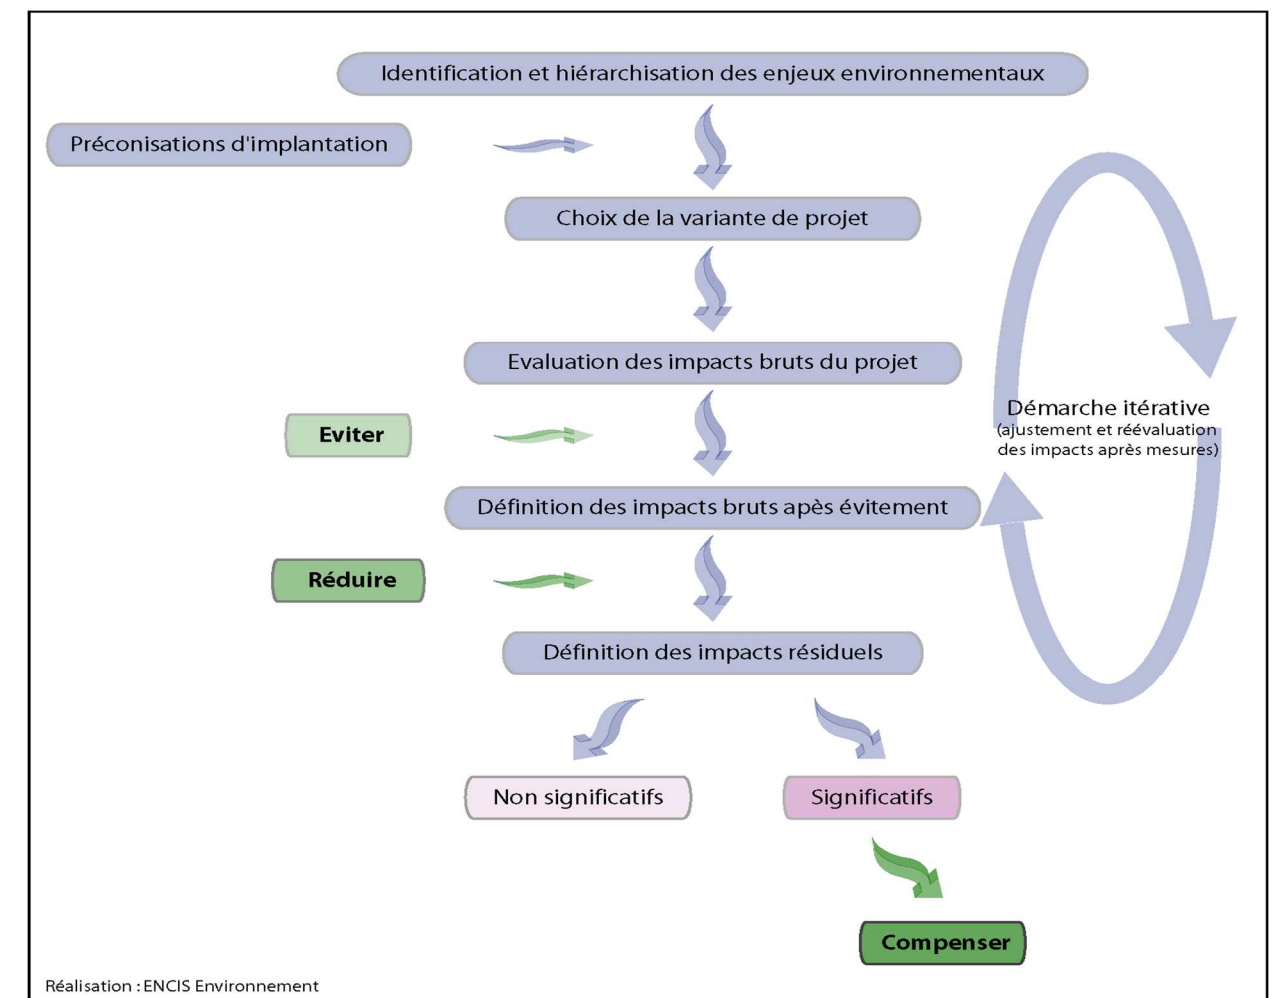 Identification et hiérarchisation des enjeux environnementaux
Préconisations d'implantation
Choix de la variante de projet
Evaluation des impacts bruts du projet
Démarche itérative
(ajustement et réévaluation
des impacts après mesures)
Eviter
Définition des impacts bruts apès évitement
Réduire
Définition des impacts résiduels
Non significatifs
Significatifs
Compenser
Réalisation : ENCIS Environnement